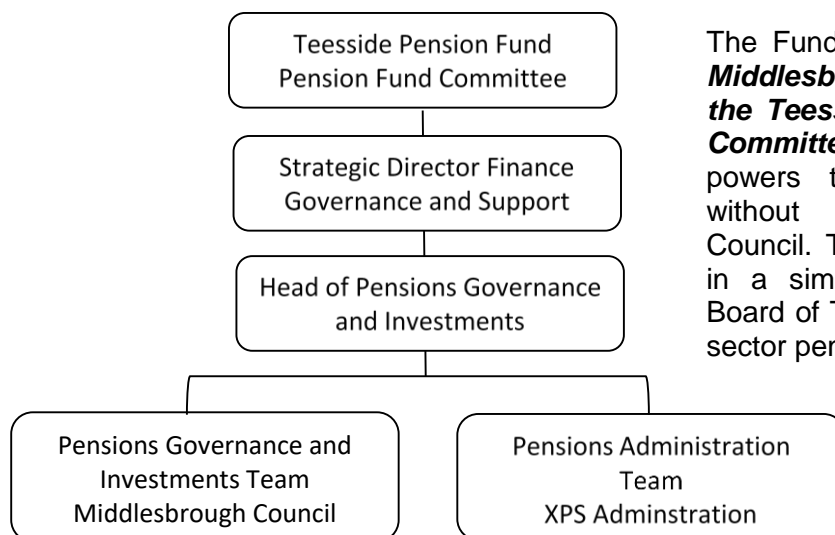 Teesside Pension Fund
Pension Fund Committee
Strategic Director Finance
Governance and Support
Head of Pensions Governance
and Investments
Pensions Governance and
Investments Team
Middlesbrough Council
Pensions Administration
Team
XPS Adminstration
The Fund
Middlesb
the Tees
Committe
powers t
without
Council. T
in a sim
Board of T
sector per